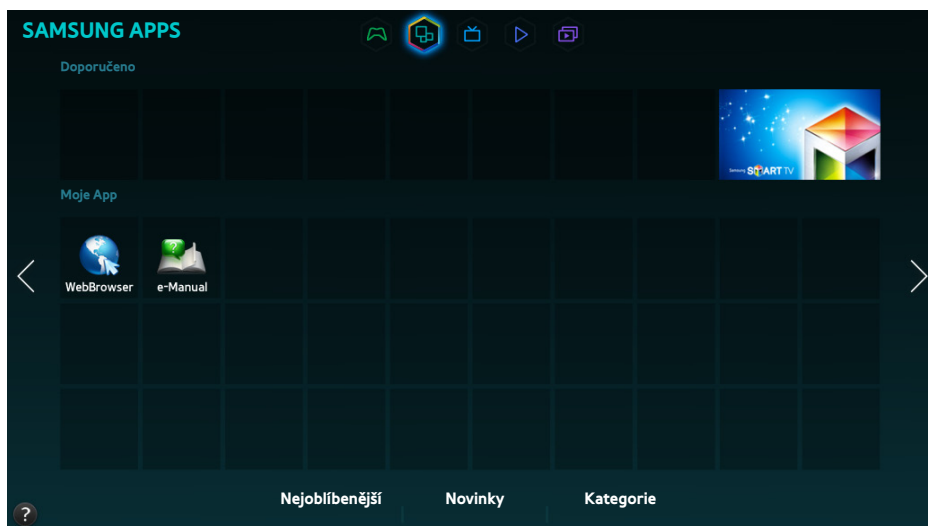 SAMSUNG APPS
Doporučeno
Samsung SMART TV
Moje App
?
WebBrowser e-Manual
Nejoblíbenější Novinky Kategorie
?